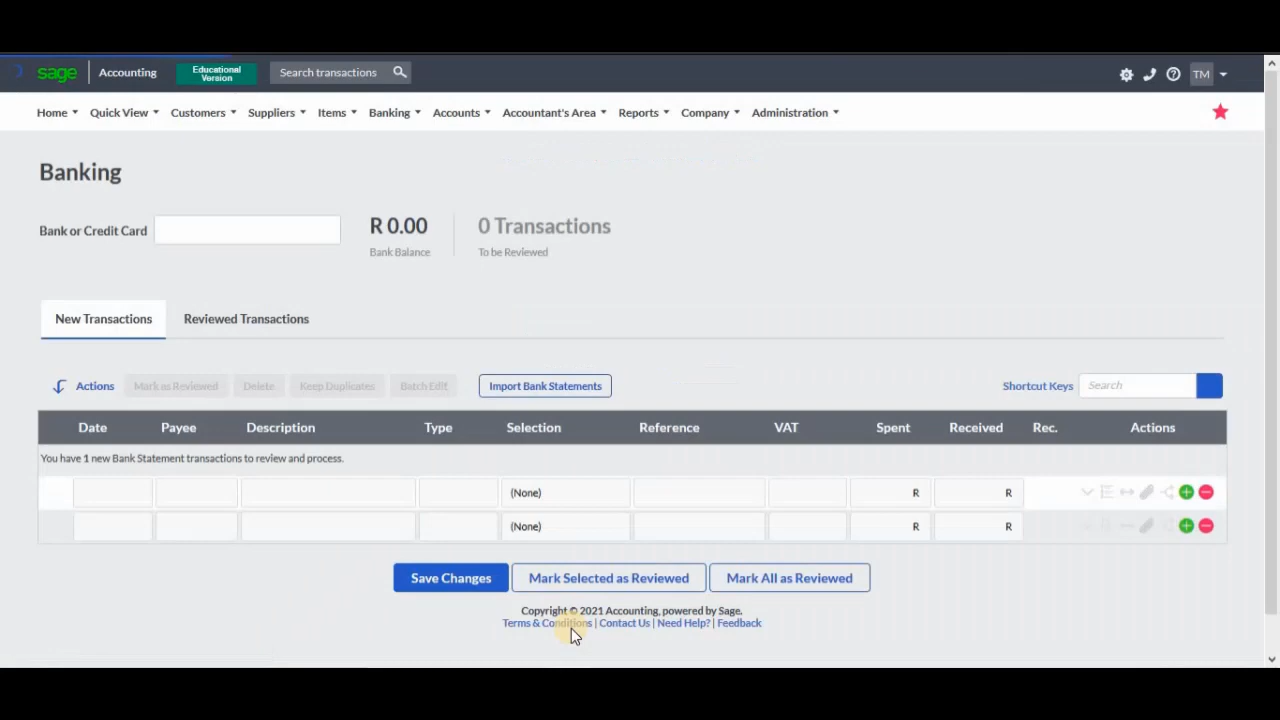 sage Accounting Educational Version Search transactions TM
Home Quick View Customers Suppliers Items Banking Accounts Accountant's Area Reports Company Administration
Banking
Bank or Credit Card R 0.00 0 Transactions
Bank Balance To be Reviewed
New Transactions Reviewed Transactions
Actions Mark as Reviewed Delete Keep Duplicates Batch Edit Import Bank Statements Shortcut Keys Search
Date Payee Description Type Selection Reference VAT Spent Received Rec. Actions
You have 1 new Bank Statement transactions to review and process.
(None) R R
(None) R R
Save Changes Mark Selected as Reviewed Mark All as Reviewed
Copyright © 2021 Accounting, powered by Sage.
Terms & Conditions | Contact Us | Need Help? | Feedback